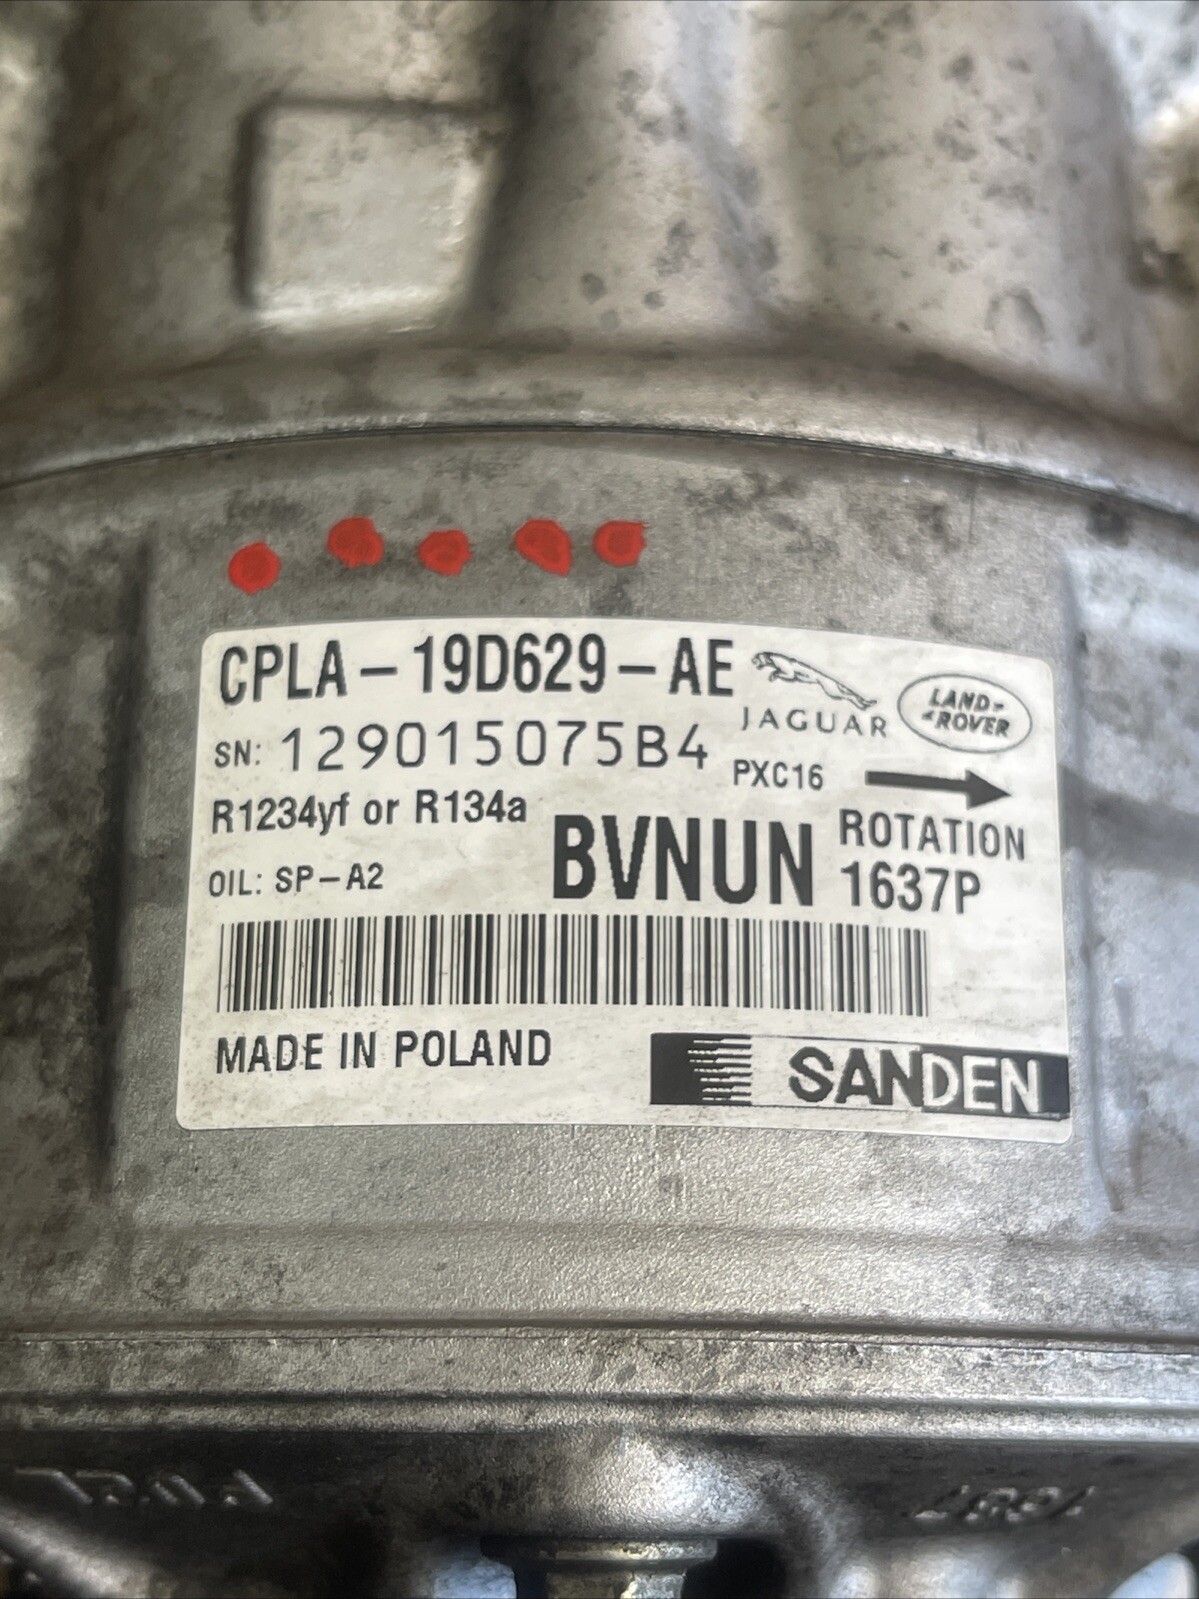 CPLA-19D629-AE
JAGUAR
LAND-
ROVER
SN: 129015075B4
PXC16
R1234yf or R134a
BVNUN
ROTATION
OIL: SP-A2
1637P
MADE IN POLAND
SANDEN